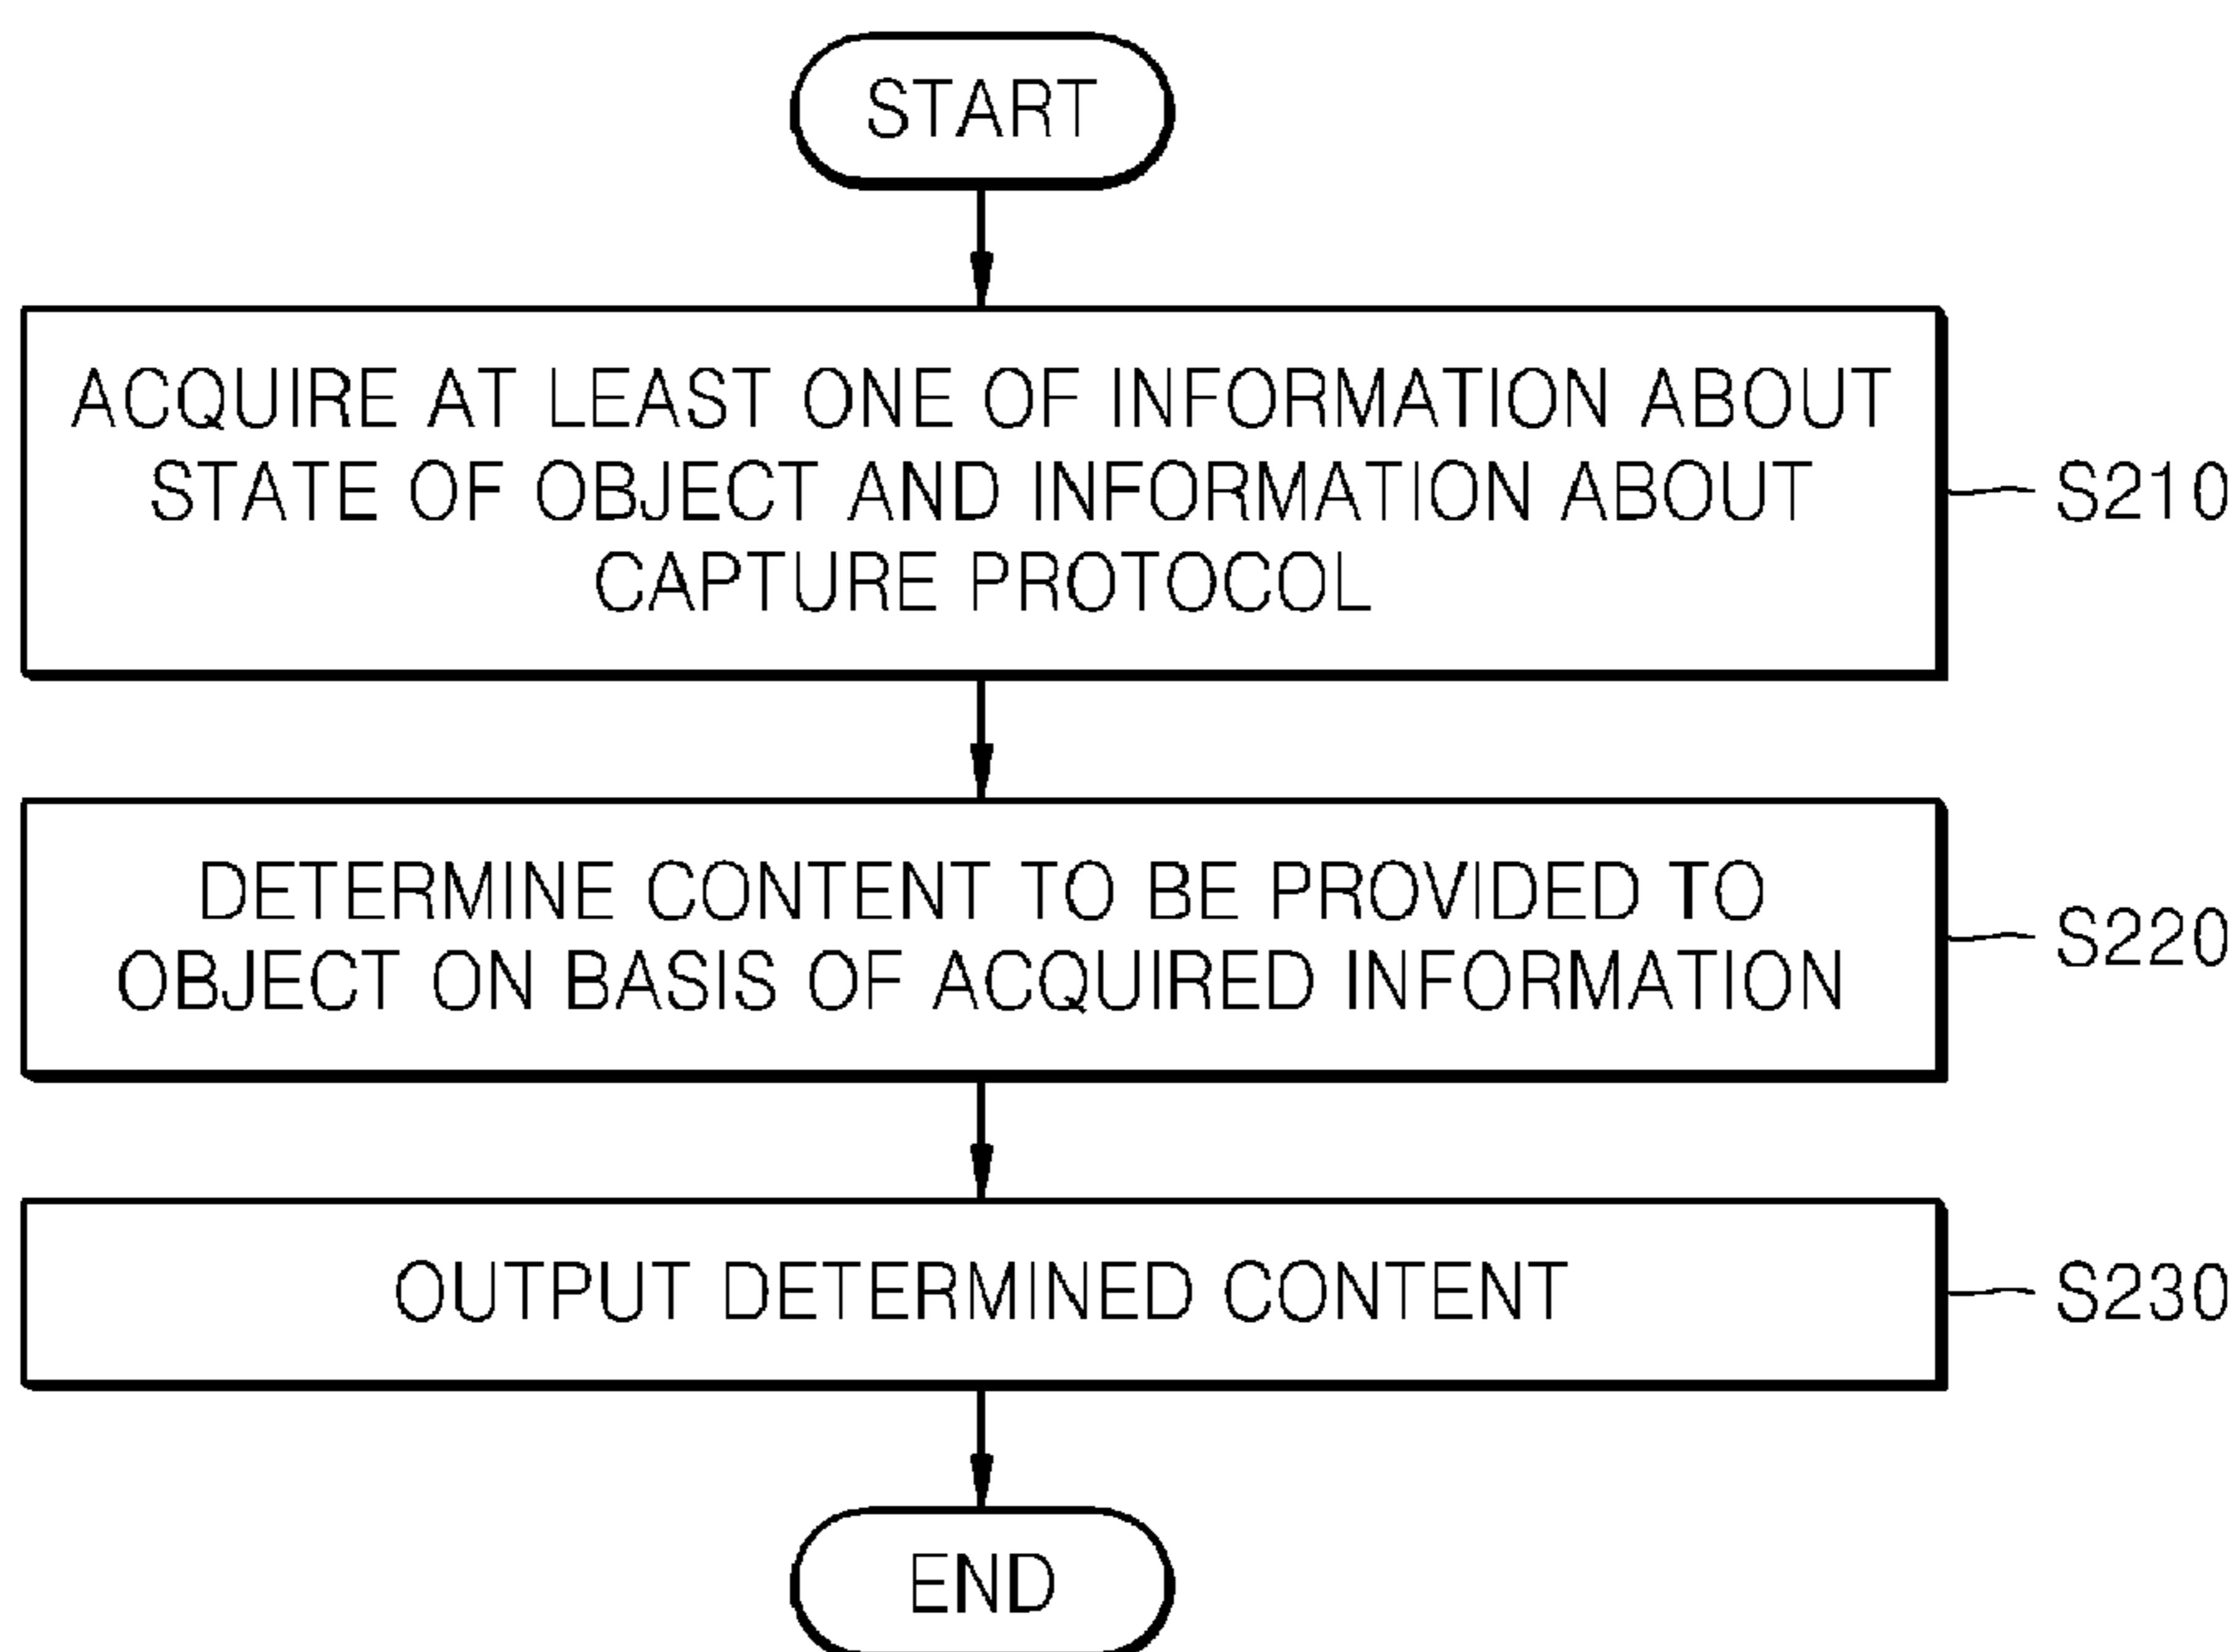 START
ACQUIRE AT LEAST ONE OF INFORMATION ABOUT
STATE OF OBJECT AND INFORMATION ABOUT
CAPTURE PROTOCOL
S210
DETERMINE CONTENT TO BE PROVIDED TO
OBJECT ON BASIS OF ACQUIRED INFORMATION
S220
OUTPUT DETERMINED CONTENT
S230
END